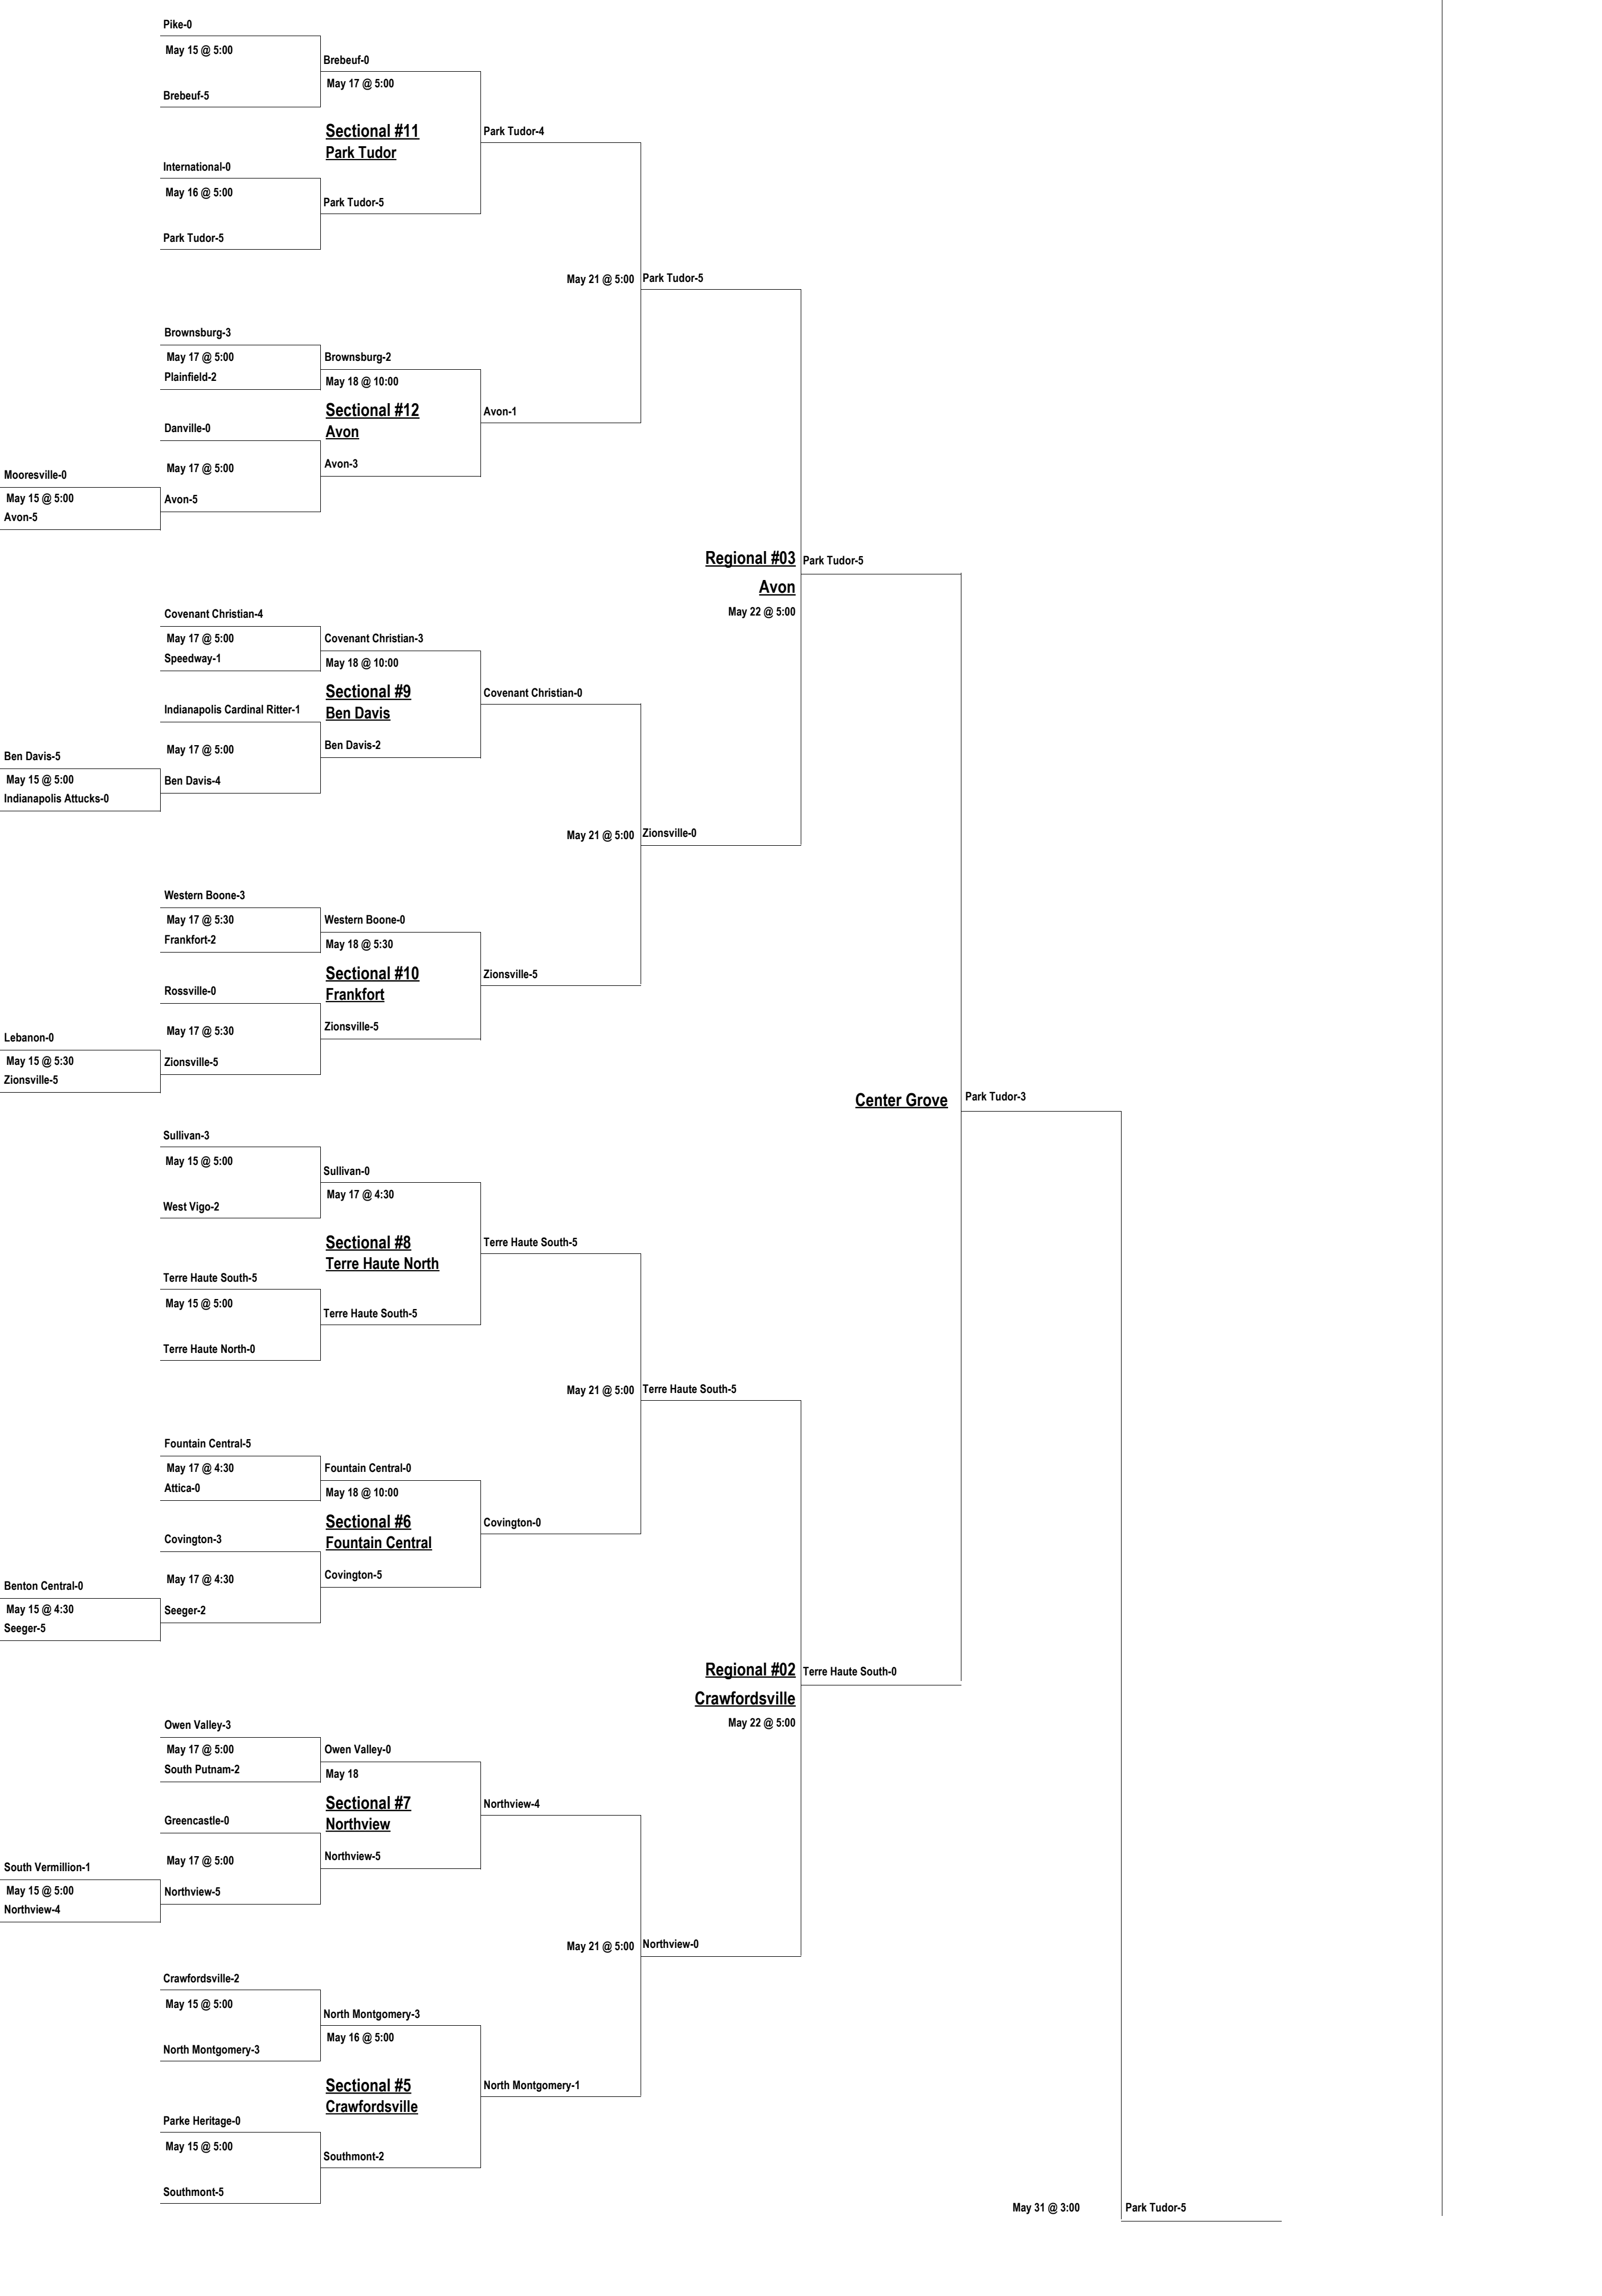 Pike-0
May 15 @ 5:00
Brebeuf-0
May 17 @ 5:00
Brebeuf-5
Sectional #11
Park Tudor-4
Park Tudor
International-0
May 16 @ 5:00
Park Tudor-5
Park Tudor-5
May 21 @ 5:00
Park Tudor-5
Brownsburg-3
May 17 @ 5:00
Brownsburg-2
Plainfield-2
May 18 @ 10:00
Sectional #12
Avon-1
Danville-0
Avon
Avon-3
May 17 @ 5:00
Mooresville-0
May 15 @ 5:00
Avon-5
Avon-5
Regional #03
Park Tudor-5
Avon
May 22 @ 5:00
Covenant Christian-4
May 17 @ 5:00
Covenant Christian-3
Speedway-1
May 18 @ 10:00
Sectional #9
Covenant Christian-0
Indianapolis Cardinal Ritter-1
Ben Davis
Ben Davis-2
May 17 @ 5:00
Ben Davis-5
May 15 @ 5:00
Ben Davis-4
Indianapolis Attucks-0
May 21 @ 5:00
Zionsville-0
Western Boone-3
May 17 @ 5:30
Western Boone-0
Frankfort-2
May 18 @ 5:30
Sectional #10
Zionsville-5
Rossville-0
Frankfort
Zionsville-5
May 17 @ 5:30
Lebanon-0
May 15 @ 5:30
Zionsville-5
Zionsville-5
Center Grove
Park Tudor-3
Sullivan-3
May 15 @ 5:00
Sullivan-0
May 17 @ 4:30
West Vigo-2
Sectional #8
Terre Haute South-5
Terre Haute North
Terre Haute South-5
May 15 @ 5:00
Terre Haute South-5
Terre Haute North-0
May 21 @ 5:00
Terre Haute South-5
Fountain Central-5
May 17 @ 4:30
Fountain Central-0
Attica-0
May 18 @ 10:00
Sectional #6
Covington-0
Covington-3
Fountain Central
Covington-5
May 17 @ 4:30
Benton Central-0
May 15 @ 4:30
Seeger-2
Seeger-5
Regional #02
Terre Haute South-0
Crawfordsville
May 22 @ 5:00
Owen Valley-3
May 17 @ 5:00
Owen Valley-0
South Putnam-2
May 18
Sectional #7
Northview-4
Greencastle-0
Northview
Northview-5
May 17 @ 5:00
South Vermillion-1
May 15 @ 5:00
Northview-5
Northview-4
May 21 @ 5:00
Northview-0
Crawfordsville-2
May 15 @ 5:00
North Montgomery-3
May 16 @ 5:00
North Montgomery-3
Sectional #5
North Montgomery-1
Crawfordsville
Parke Heritage-0
May 15 @ 5:00
Southmont-2
Southmont-5
May 31 @ 3:00
Park Tudor-5